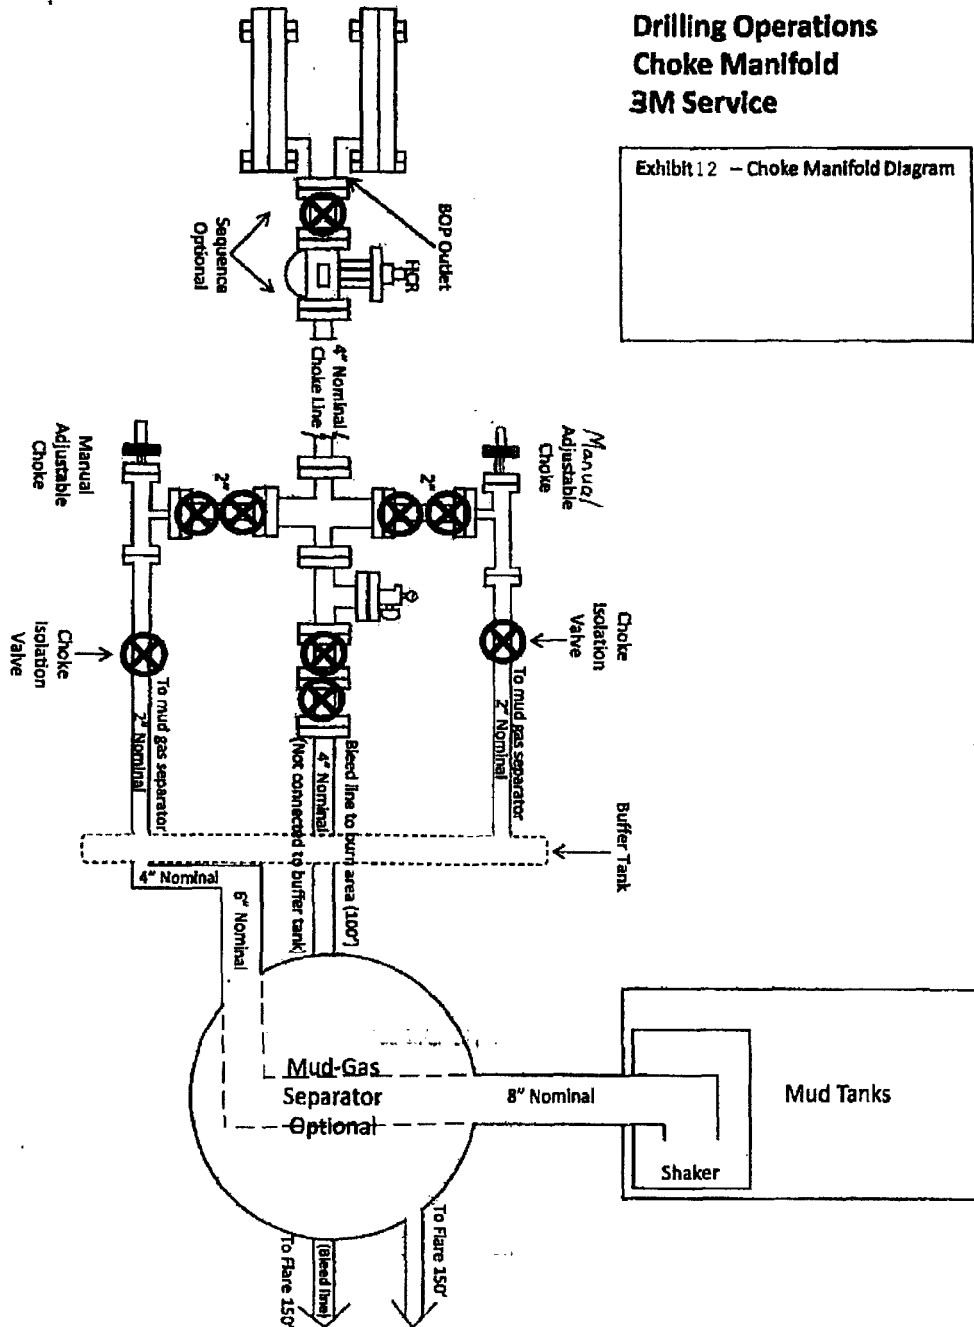 Drilling Operations
Choke Manifold
3M Service
Exhibit 12 – Choke Manifold Diagram
BOP Outlet
HCR
Sequence
Optional
4" Nominal
Choke Line
Manual
Adjustable
Choke
2"
2"
Manual
Adjustable
Choke
Choke
Isolation
Valve
Choke
Isolation
Valve
To mud gas separator
2" Nominal
To mud gas separator
2" Nominal
Bleed line to burn area (100')
4" Nominal
(Not connected to buffer tank)
Buffer Tank
4" Nominal
6" Nominal
Mud-Gas
Separator
Optional
8" Nominal
Mud Tanks
Shaker
To Flare 150'
(Bleed line)
To Flare 150'